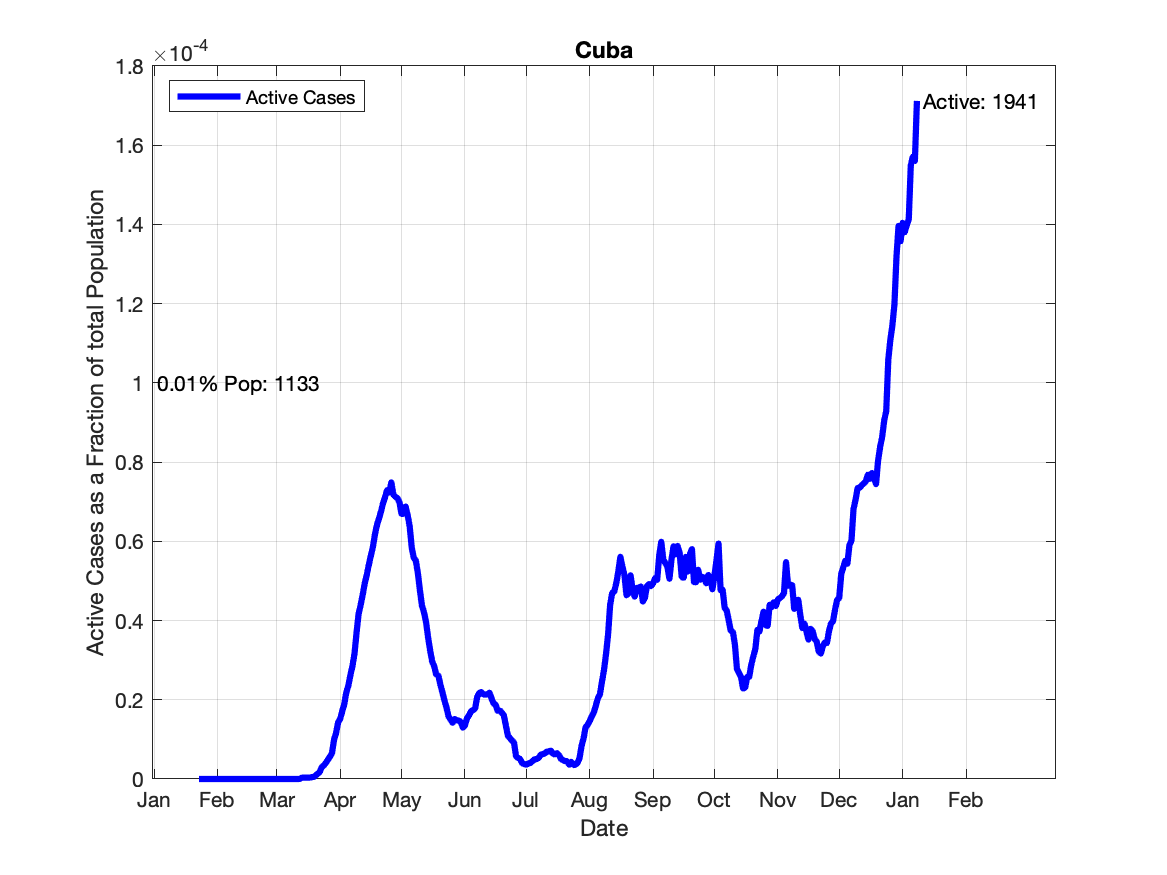 Cuba
×10-4
1.8
1.6
1.4
1.2
1
0.8
0.6
0.4
0.2
0
Active Cases
Active: 1941
0.01% Pop: 1133
Active Cases as a Fraction of total Population
Jan Feb Mar Apr May Jun Jul Aug Sep Oct Nov Dec Jan Feb
Date